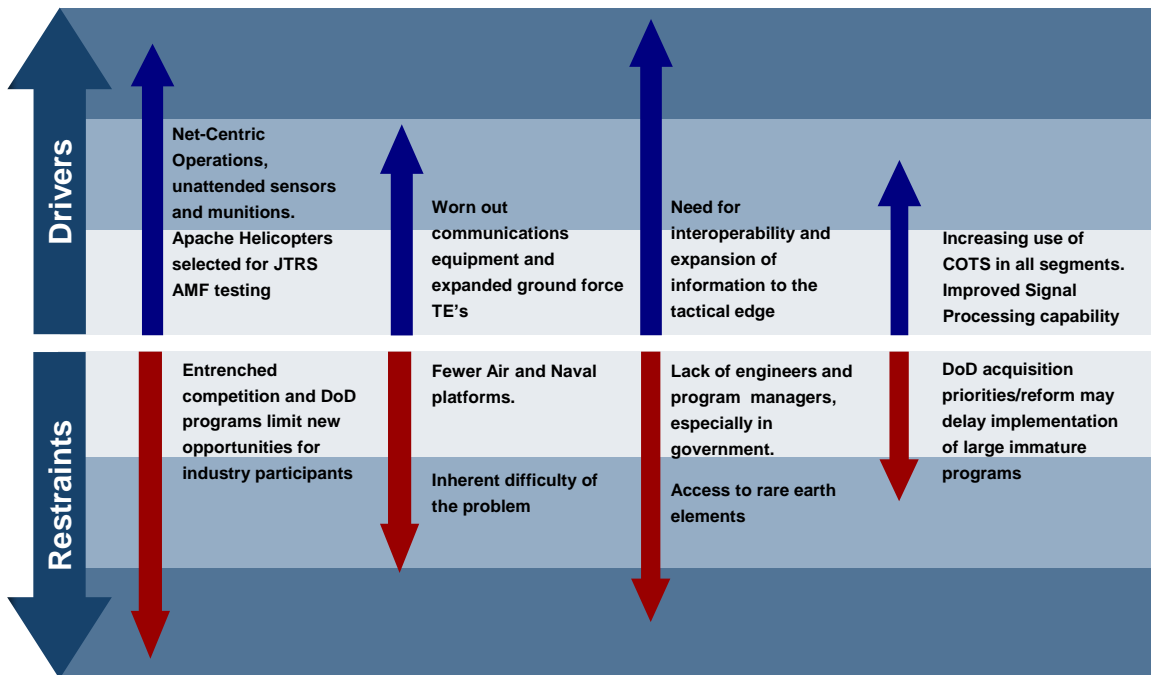 Drivers
Net-Centric
Operations,
unattended sensors
and munitions.
Apache Helicopters
selected for JTRS
AMF testing
Worn out
communications
equipment and
expanded ground force
TE's
Need for
interoperability and
expansion of
information to the
tactical edge
Increasing use of
COTS in all segments.
Improved Signal
Processing capability
Restraints
Entrenched
competition and DoD
programs limit new
opportunities for
industry participants
Fewer Air and Naval
platforms.
Inherent difficulty of
the problem
Lack of engineers and
program managers,
especially in
government.
Access to rare earth
elements
DoD acquisition
priorities/reform may
delay implementation
of large immature
programs